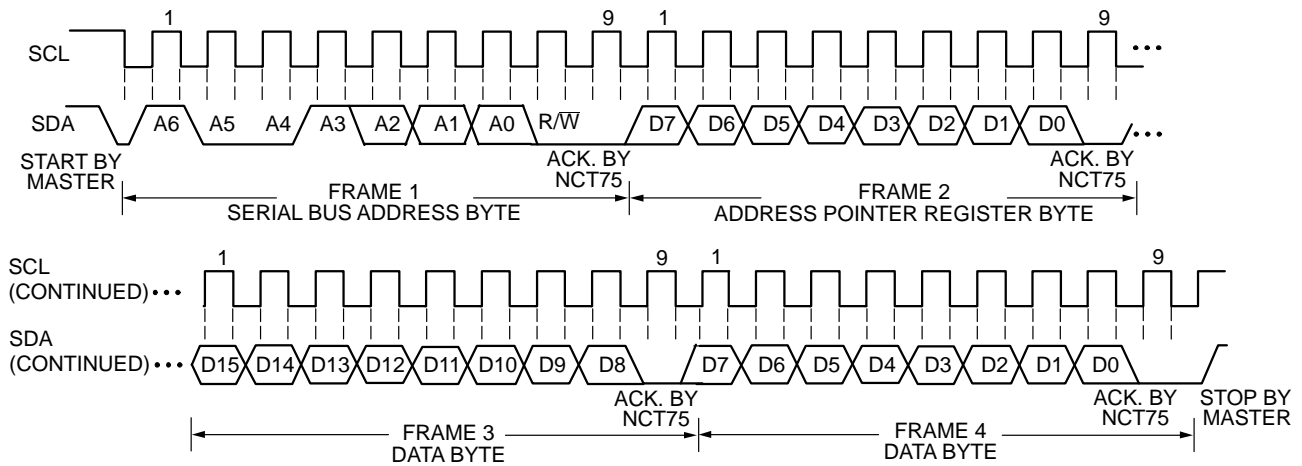 1 9 1 9
SCL
SDA A6 A5 A4 A3 A2 A1 A0 R/W̅ D7 D6 D5 D4 D3 D2 D1 D0
START BY
MASTER
ACK. BY
NCT75
ACK. BY
NCT75
FRAME 1
SERIAL BUS ADDRESS BYTE
FRAME 2
ADDRESS POINTER REGISTER BYTE
1 9 1 9
SCL
(CONTINUED)
SDA
(CONTINUED)
D15 D14 D13 D12 D11 D10 D9 D8 D7 D6 D5 D4 D3 D2 D1 D0
ACK. BY
NCT75
ACK. BY
NCT75
STOP BY
MASTER
FRAME 3
DATA BYTE
FRAME 4
DATA BYTE